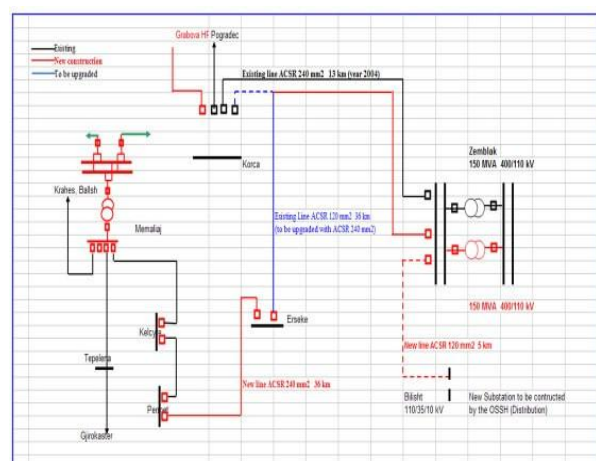 Existing
New construction
To be upgraded
Grabova HP Pogradec
Existing line ACSR 240 mm2 13 km (year 2004)
Korca
Zemblak
150 MVA 400/110 kV
Krahes, Ballsh
Memaliaj
Existing Line ACSR 120 mm2 36 km
(to be upgraded with ACSR 240 mm2)
150 MVA 400/110 kV
Erseke
Kelcyra
New line ACSR 120 mm2 5 km
Tepelena
New line ACSR 240 mm2 36 km
Permet
Bilisht
110/35/10 kV
New Substation to be contructed
by the OSSH (Distribution)
Gjirokaster